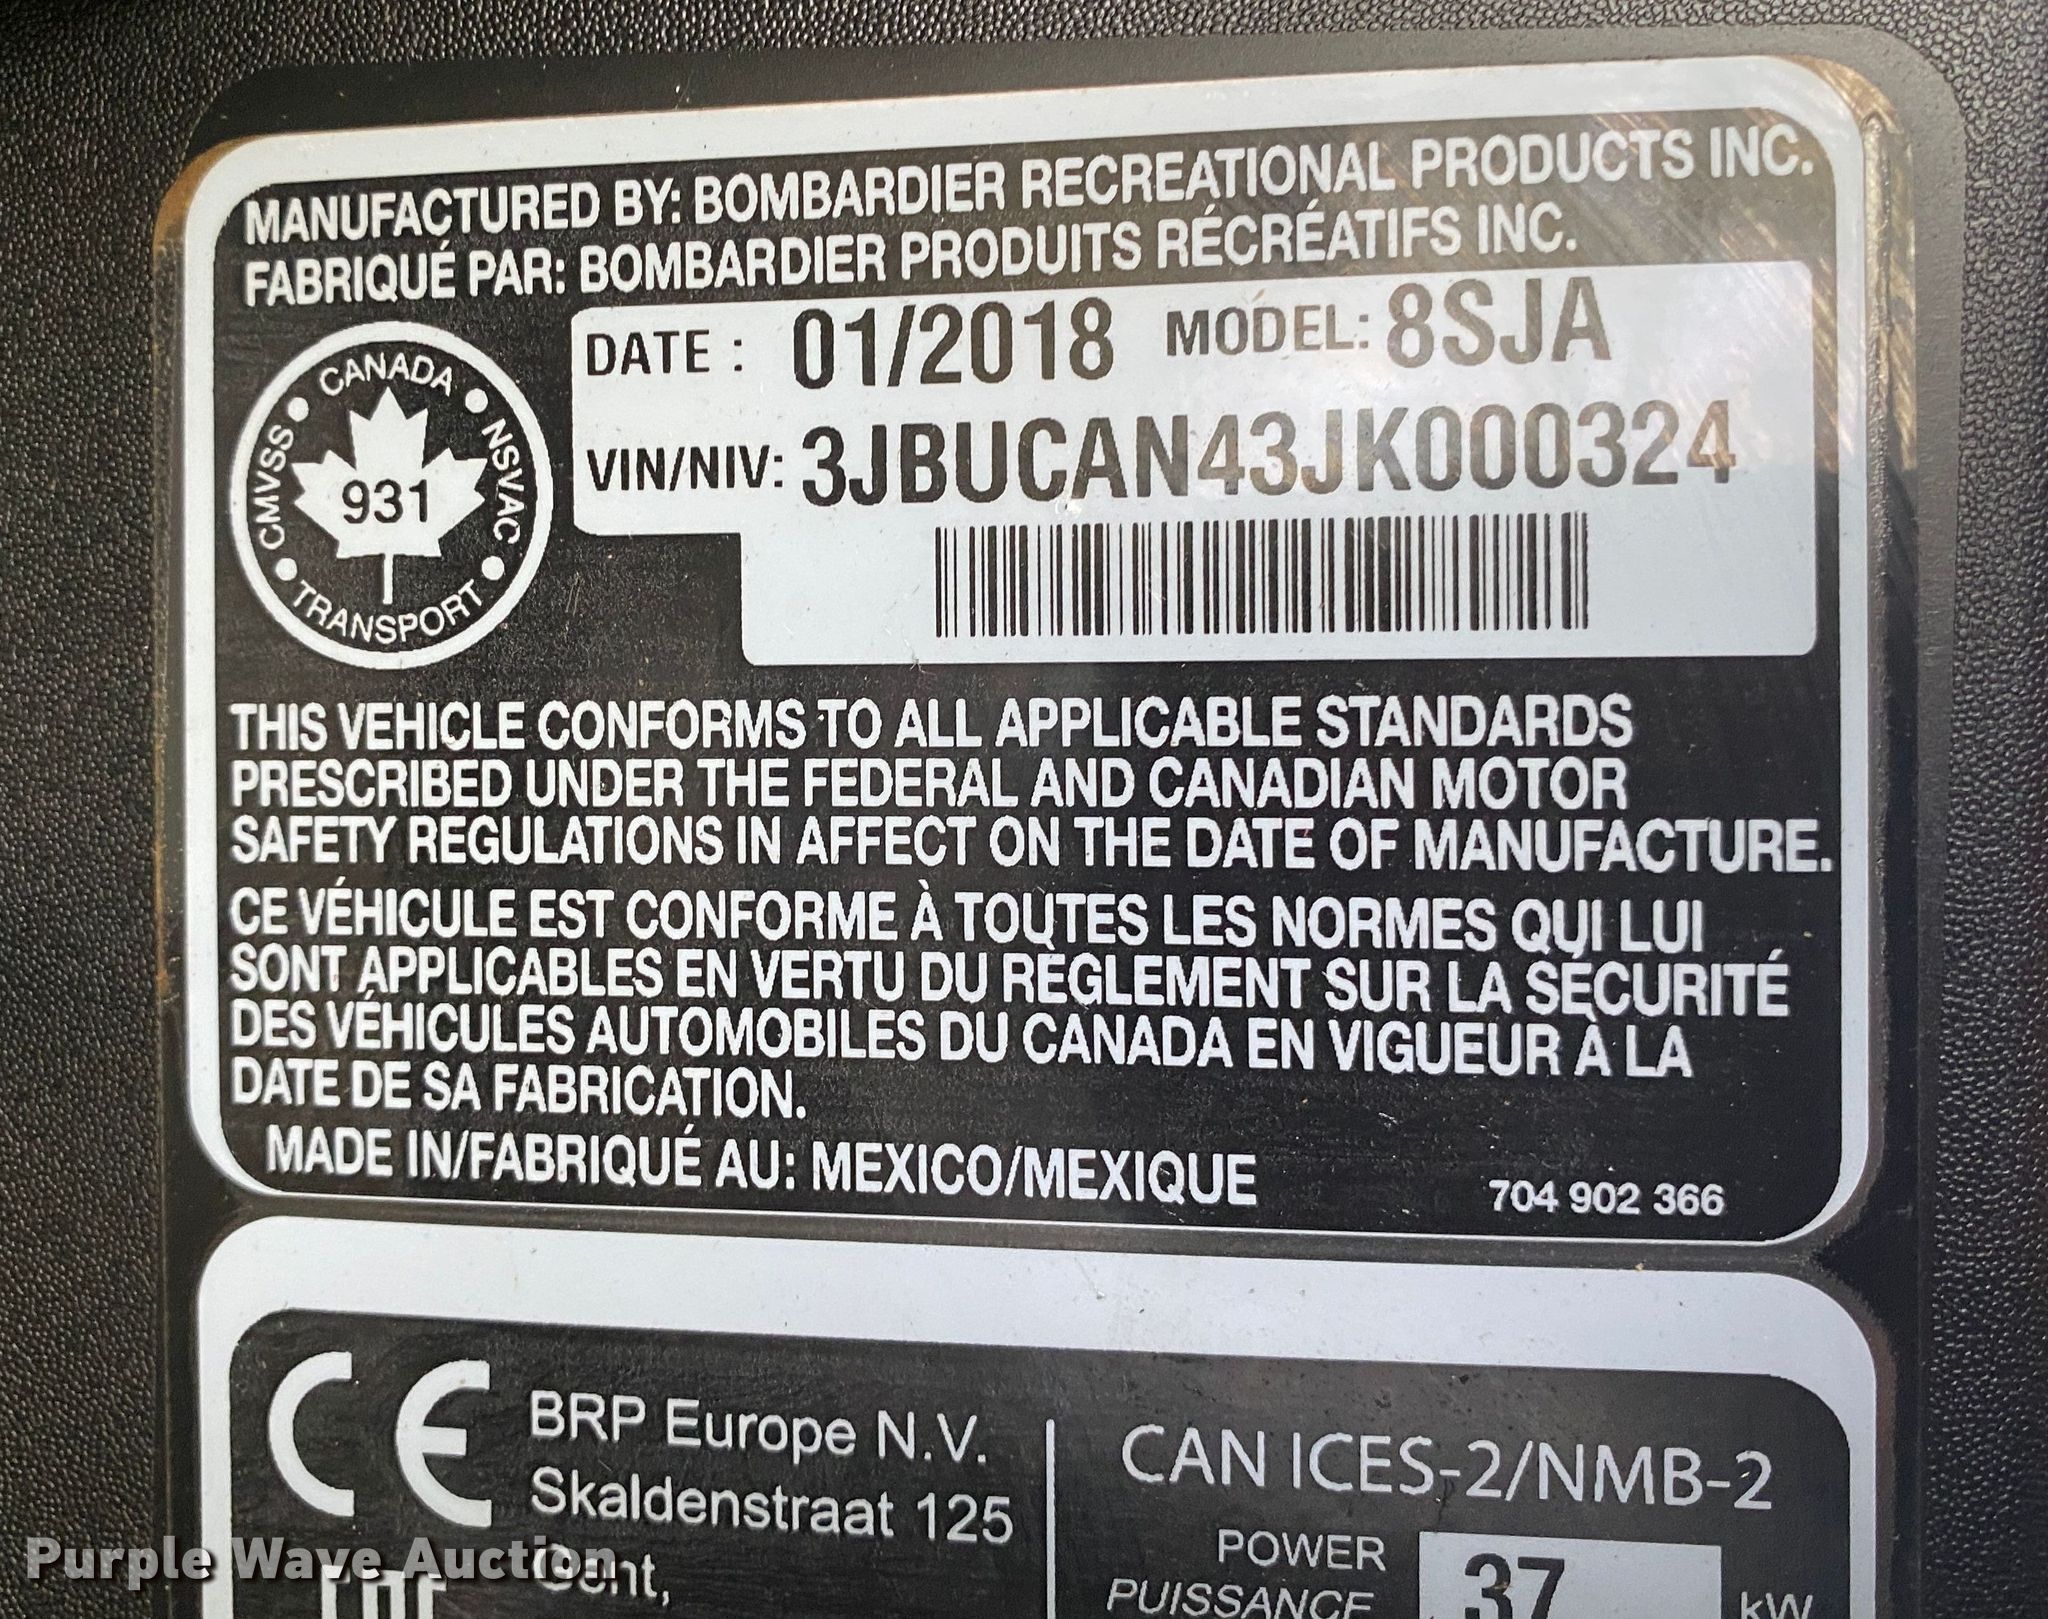 MANUFACTURED BY: BOMBARDIER RECREATIONAL PRODUCTS INC.
FABRIQUÉ PAR: BOMBARDIER PRODUITS RÉCRÉATIFS INC.
CANADA
CMVSS
NSVAC
931
TRANSPORT
DATE : 01/2018 MODEL: 8SJA
VIN/NIV: 3JBUCAN43JK000324
THIS VEHICLE CONFORMS TO ALL APPLICABLE STANDARDS
PRESCRIBED UNDER THE FEDERAL AND CANADIAN MOTOR
SAFETY REGULATIONS IN AFFECT ON THE DATE OF MANUFACTURE.
CE VÉHICULE EST CONFORME À TOUTES LES NORMES QUI LUI
SONT APPLICABLES EN VERTU DU RÈGLEMENT SUR LA SÉCURITÉ
DES VÉHICULES AUTOMOBILES DU CANADA EN VIGUEUR À LA
DATE DE SA FABRICATION.
MADE IN/FABRIQUÉ AU: MEXICO/MEXIQUE
704 902 366
CE
BRP Europe N.V.
Skaldenstraat 125
Gent,
CAN ICES-2/NMB-2
POWER
PUISSANCE
37 kW
Purple Wave Auction